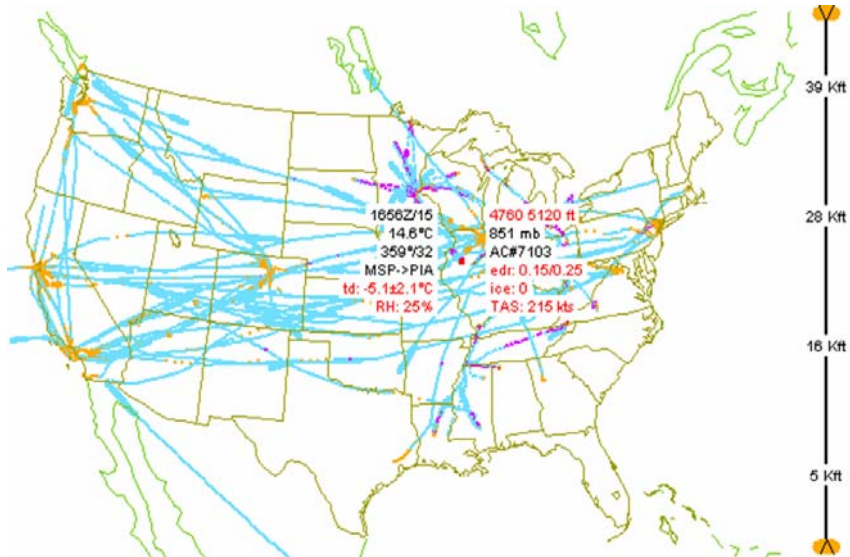 39 Kft
28 Kft
16 Kft
5 Kft
1656Z/15
14.6°C
359°/32
MSP->PIA
td: -5.1±2.1°C
RH: 25%
4760 5120 ft
851 mb
AC#7103
edr: 0.15/0.25
ice: 0
TAS: 215 kts